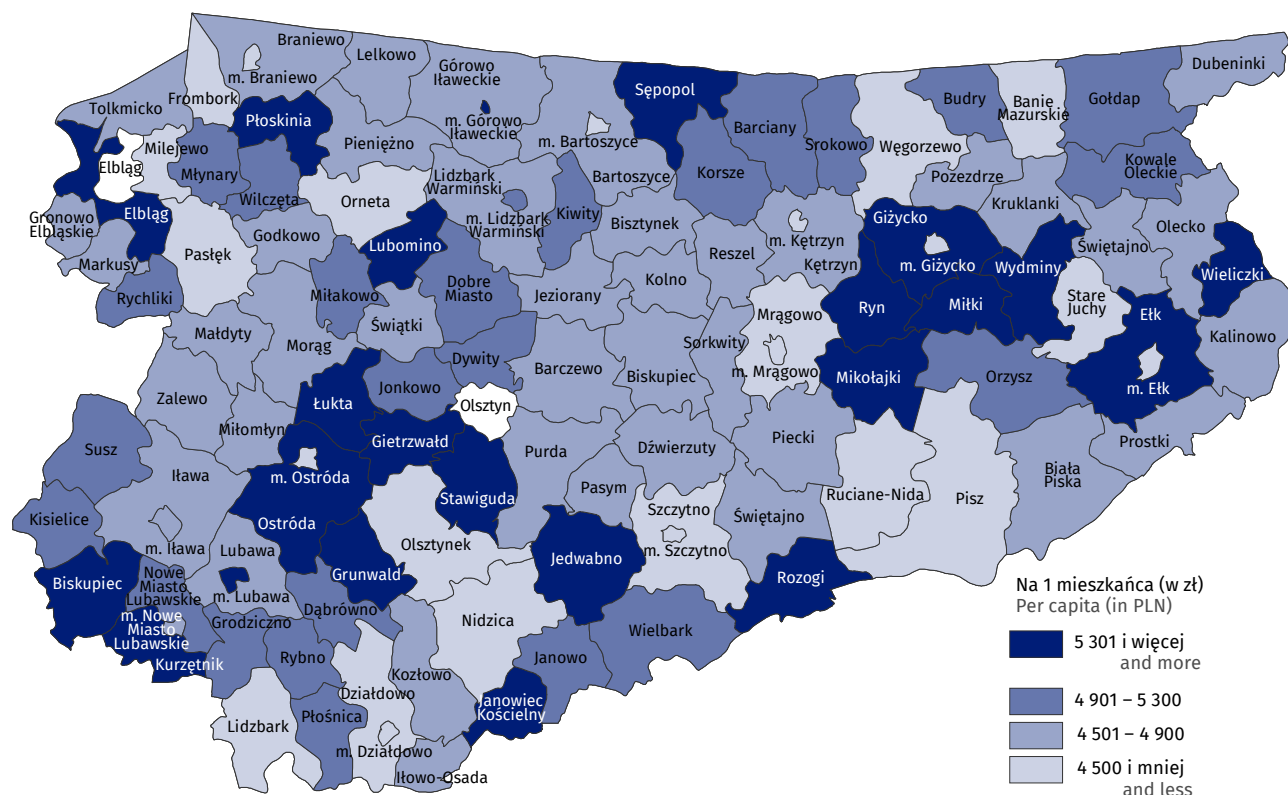 Braniewo
Lelkowo
Górowo
Iławeckie
Dubeninki
m. Braniewo
Frombork
Tolkmicko
Płoskinia
Sępopol
Budry
Banie
Mazurskie
Gołdap
m. Górowo
Iławeckie
Barciany
Srokowo
Węgorzewo
Milejewo
Elbląg
Młynary
Pieniężno
m. Bartoszyce
Bartoszyce
Korsze
Kowale
Oleckie
Pozezdrze
Wilczęta
Orneta
Lidzbark
Warmiński
m. Lidzbark
Warmiński
Kiwity
Bisztynek
Kruklanki
Olecko
Elbląg
Gronowo
Elbląskie
Godkowo
Lubomino
Giżycko
m. Kętrzyn
Kętrzyn
Reszel
Świętajno
Markusy
Pasłęk
m. Giżycko
Wydminy
Wieliczki
Rychliki
Miłakowo
Dobre
Miasto
Jeziorany
Kolno
Ryn
Miłki
Stare
Juchy
Ełk
Mrągowo
Świątki
Małdyty
Morąg
Sorkwity
m. Mrągowo
Kalinowo
Dywity
Barczewo
Biskupiec
Mikołajki
Orzysz
m. Ełk
Jonkowo
Olsztyn
Zalewo
Łukta
Miłomłyn
Gietrzwałd
Piecki
Prostki
Susz
Iława
m. Ostróda
Purda
Dźwierzuty
Biała
Piska
Stawiguda
Pasym
Ruciane-Nida
Pisz
Kisielice
Ostróda
Szczytno
Świętajno
m. Iława
Lubawa
Olsztynek
Jedwabno
m. Szczytno
Biskupiec
Nowe
Miasto
Lubawskie
m. Lubawa
Grunwald
Rozogi
Dąbrówno
m. Nowe
Miasto
Lubawskie
Grodziczno
Nidzica
Wielbark
Kurzętnik
Rybno
Janowo
Kozłowo
Działdowo
Janowiec
Kościelny
Lidzbark
Płośnica
m. Działdowo
Iłowo-Osada
Na 1 mieszkańca (w zł)
Per capita (in PLN)
5 301 i więcej
and more
4 901 – 5 300
4 501 – 4 900
4 500 i mniej
and less